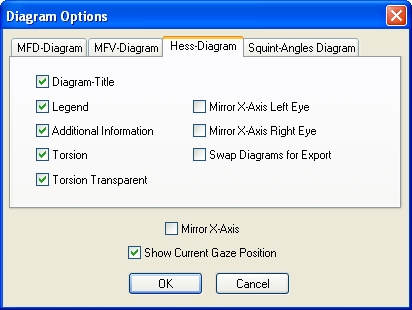 Diagram Options
MFD-Diagram MFV-Diagram Hess-Diagram Squint-Angles Diagram
Diagram-Title
Legend Mirror X-Axis Left Eye
Additional Information Mirror X-Axis Right Eye
Torsion Swap Diagrams for Export
Torsion Transparent
Mirror X-Axis
Show Current Gaze Position
OK Cancel